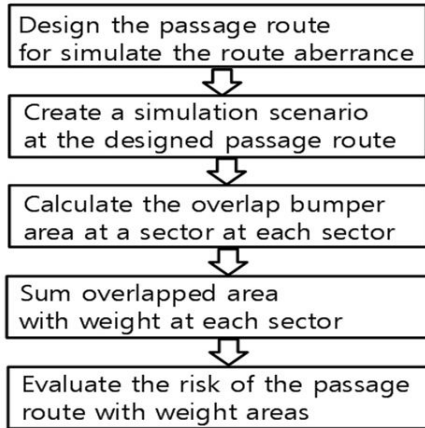 Design the passage route
for simulate the route aberrance
Create a simulation scenario
at the designed passage route
Calculate the overlap bumper
area at a sector at each sector
Sum overlapped area
with weight at each sector
Evaluate the risk of the passage
route with weight areas